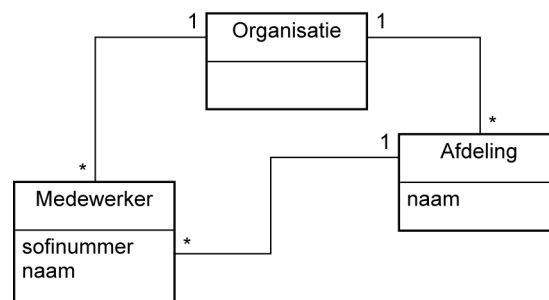 1
Organisatie
1
*
*
1
Afdeling
naam
Medewerker
sofinummer
naam
*